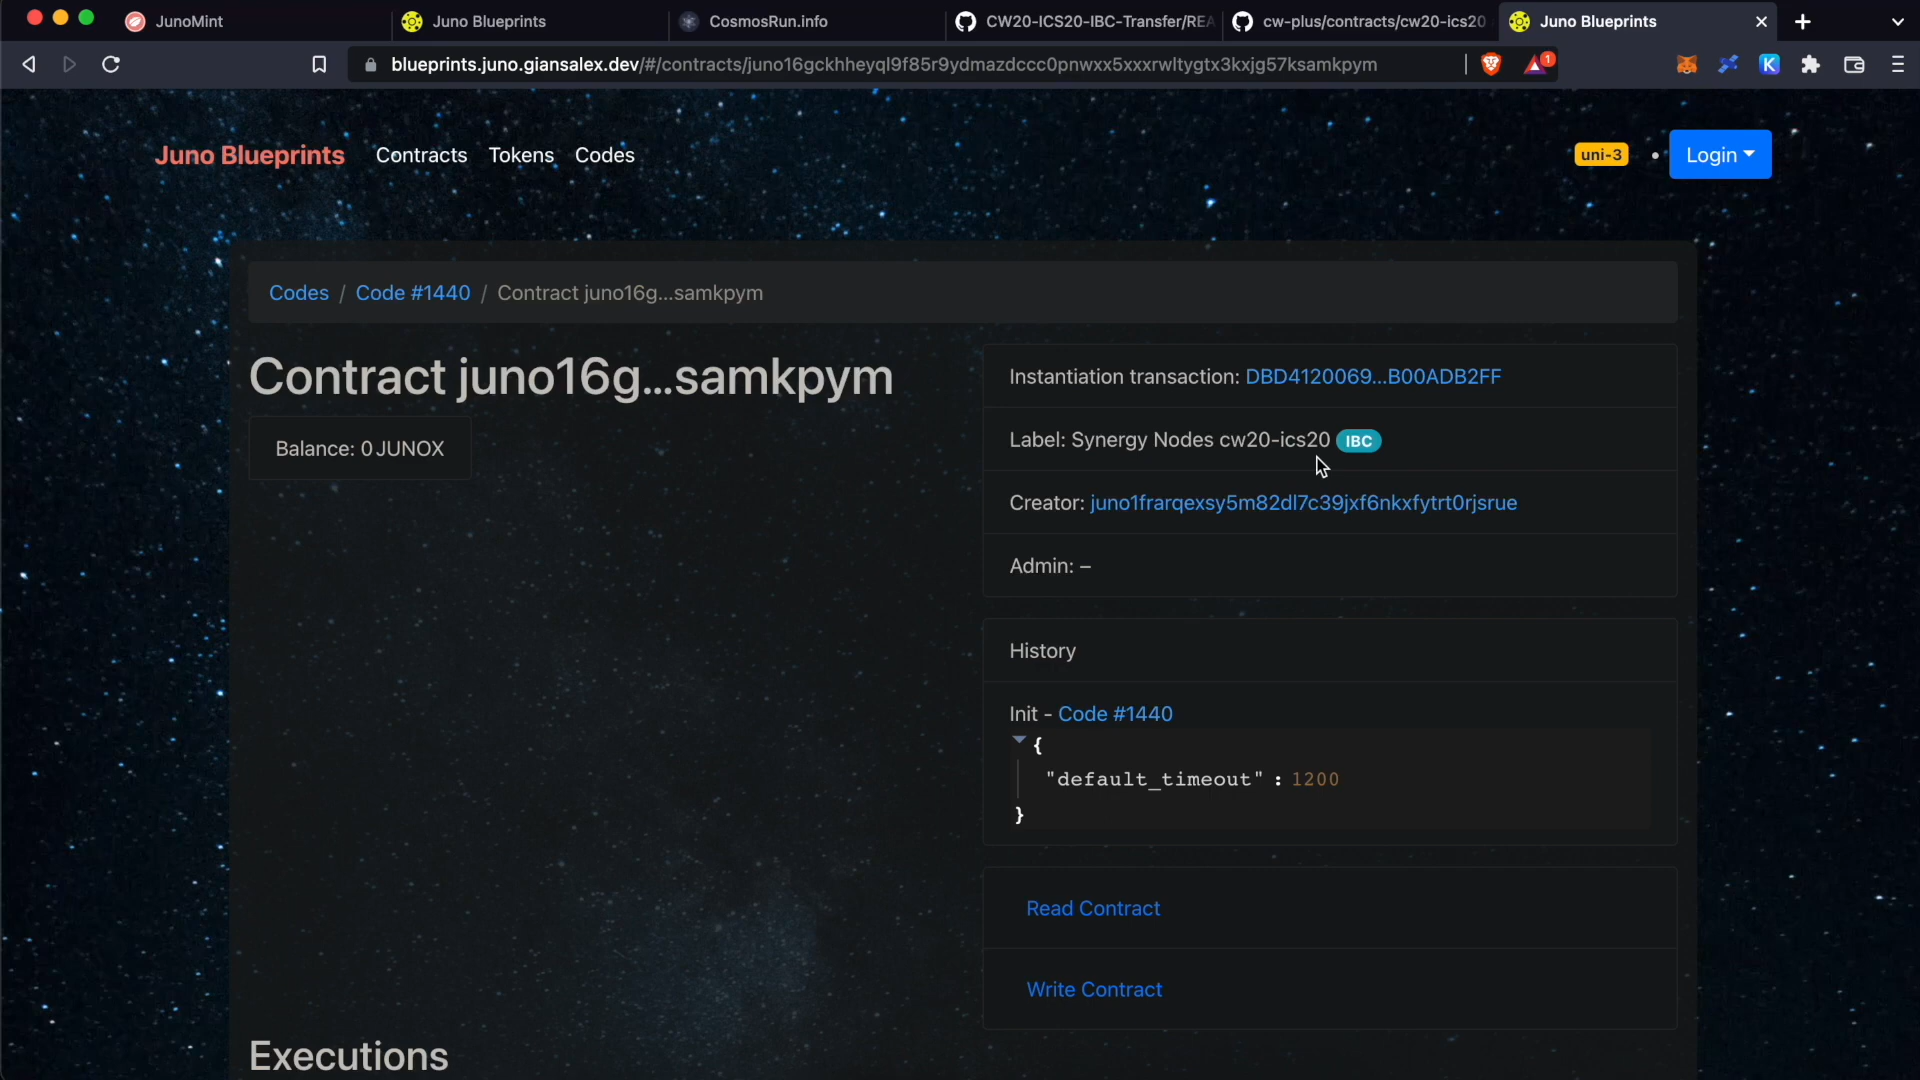 JunoMint
Juno Blueprints
CosmosRun.info
CW20-ICS20-IBC-Transfer/REA
cw-plus/contracts/cw20-ics20
Juno Blueprints
blueprints.juno.giansalex.dev/#/contracts/juno16gckhheyql9f85r9ydmazdccc0pnwxx5xxxrwltygtx3kxjg57ksamkpym
1
K
Juno Blueprints
Contracts
Tokens
Codes
uni-3
Login
Codes / Code #1440 / Contract juno16g...samkpym
Contract juno16g...samkpym
Balance: 0 JUNOX
Instantiation transaction: DBD4120069...B00ADB2FF
Label: Synergy Nodes cw20-ics20 IBC
Creator: juno1frarqexsy5m82dl7c39jxf6nkxfytrt0rjsrue
Admin: –
History
Init - Code #1440
{
"default_timeout" : 1200
}
Read Contract
Write Contract
Executions